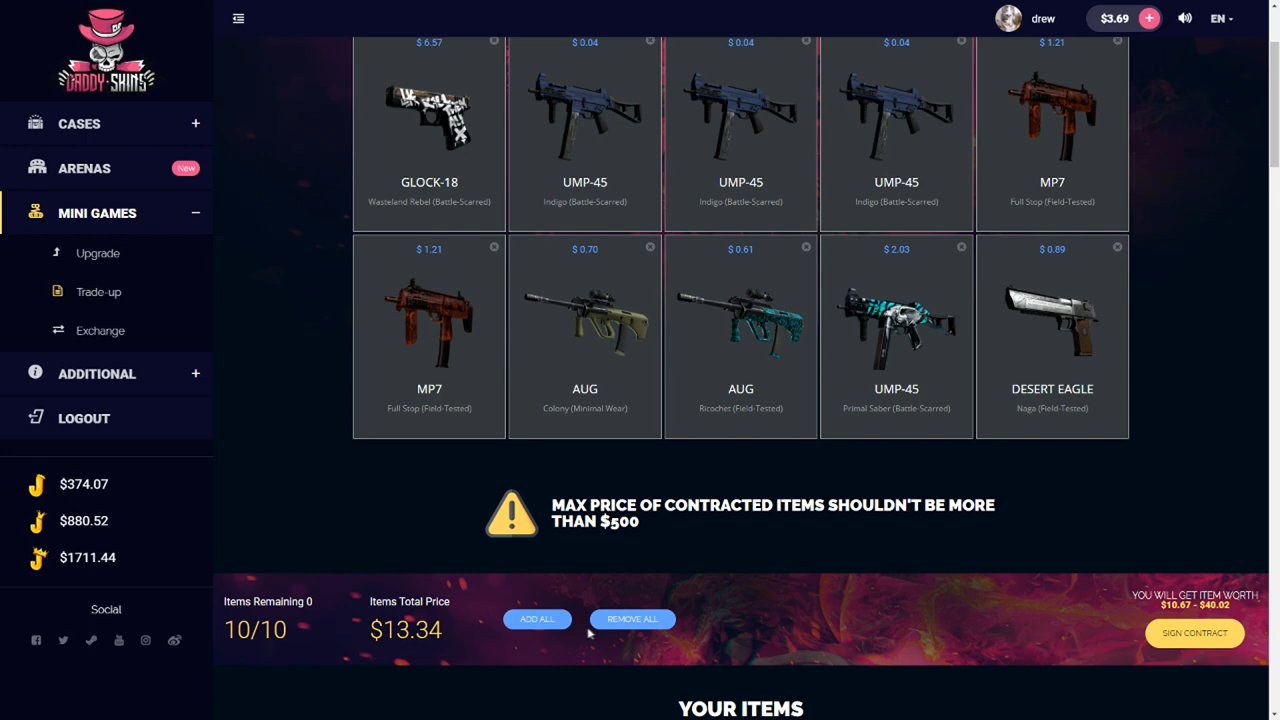 DADDY SKINS
drew
$3.69
EN
CASES
ARENAS
New
MINI GAMES
Upgrade
Trade-up
Exchange
ADDITIONAL
LOGOUT
$374.07
$880.52
$1711.44
Social
$ 6.57
GLOCK-18
Wasteland Rebel (Battle-Scarred)
$ 0.04
UMP-45
Indigo (Battle-Scarred)
$ 0.04
UMP-45
Indigo (Battle-Scarred)
$ 0.04
UMP-45
Indigo (Battle-Scarred)
$ 1.21
MP7
Full Stop (Field-Tested)
$ 1.21
MP7
Full Stop (Field-Tested)
$ 0.70
AUG
Colony (Minimal Wear)
$ 0.61
AUG
Ricochet (Field-Tested)
$ 2.03
UMP-45
Primal Saber (Battle-Scarred)
$ 0.89
DESERT EAGLE
Naga (Field-Tested)
MAX PRICE OF CONTRACTED ITEMS SHOULDN'T BE MORE
THAN $500
Items Remaining 0
10/10
Items Total Price
$13.34
ADD ALL
REMOVE ALL
YOU WILL GET ITEM WORTH
$10.67 - $40.02
SIGN CONTRACT
YOUR ITEMS